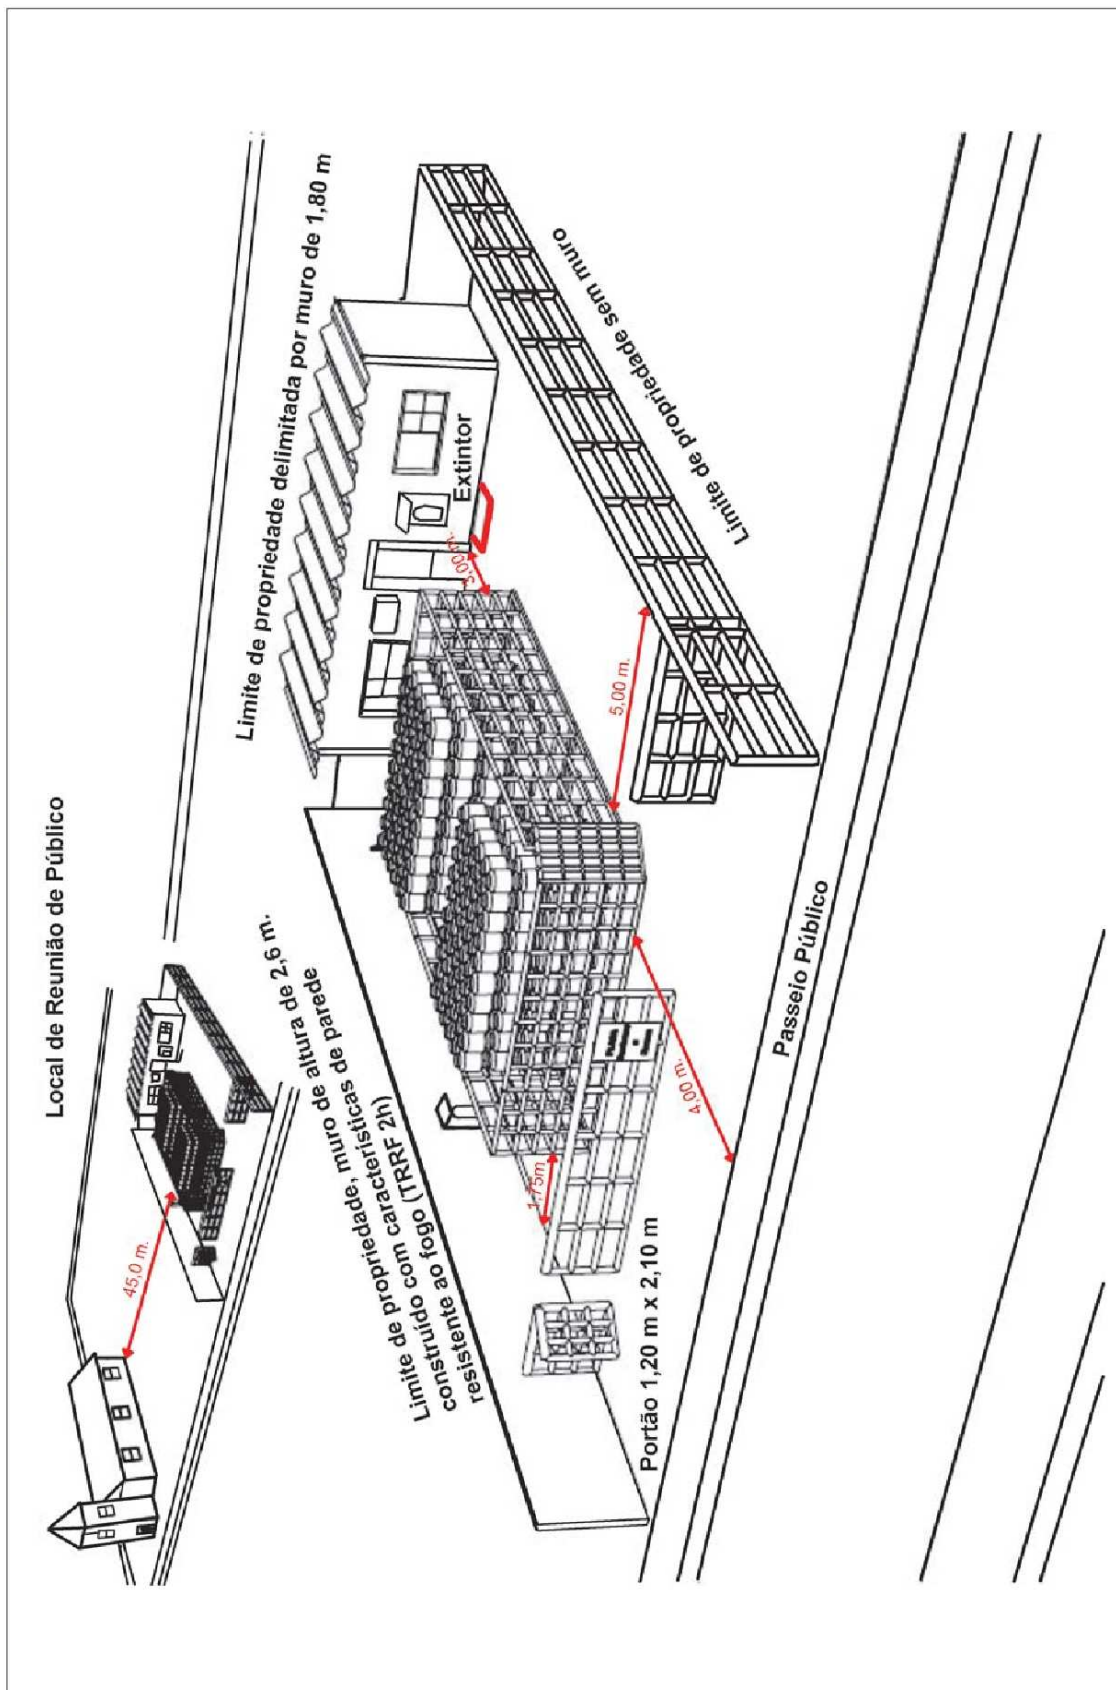 Local de Reunião de Público
45,0 m.
Limite de propriedade delimitada por muro de 1,80 m
Limite de propriedade, muro de altura de 2,6 m.
construído com características de parede
resistente ao fogo (TRRF 2h)
Extintor
3,00 m.
Limite de propriedade sem muro
5,00 m.
1,75m
4,00 m.
Portão 1,20 m x 2,10 m
Passeio Público